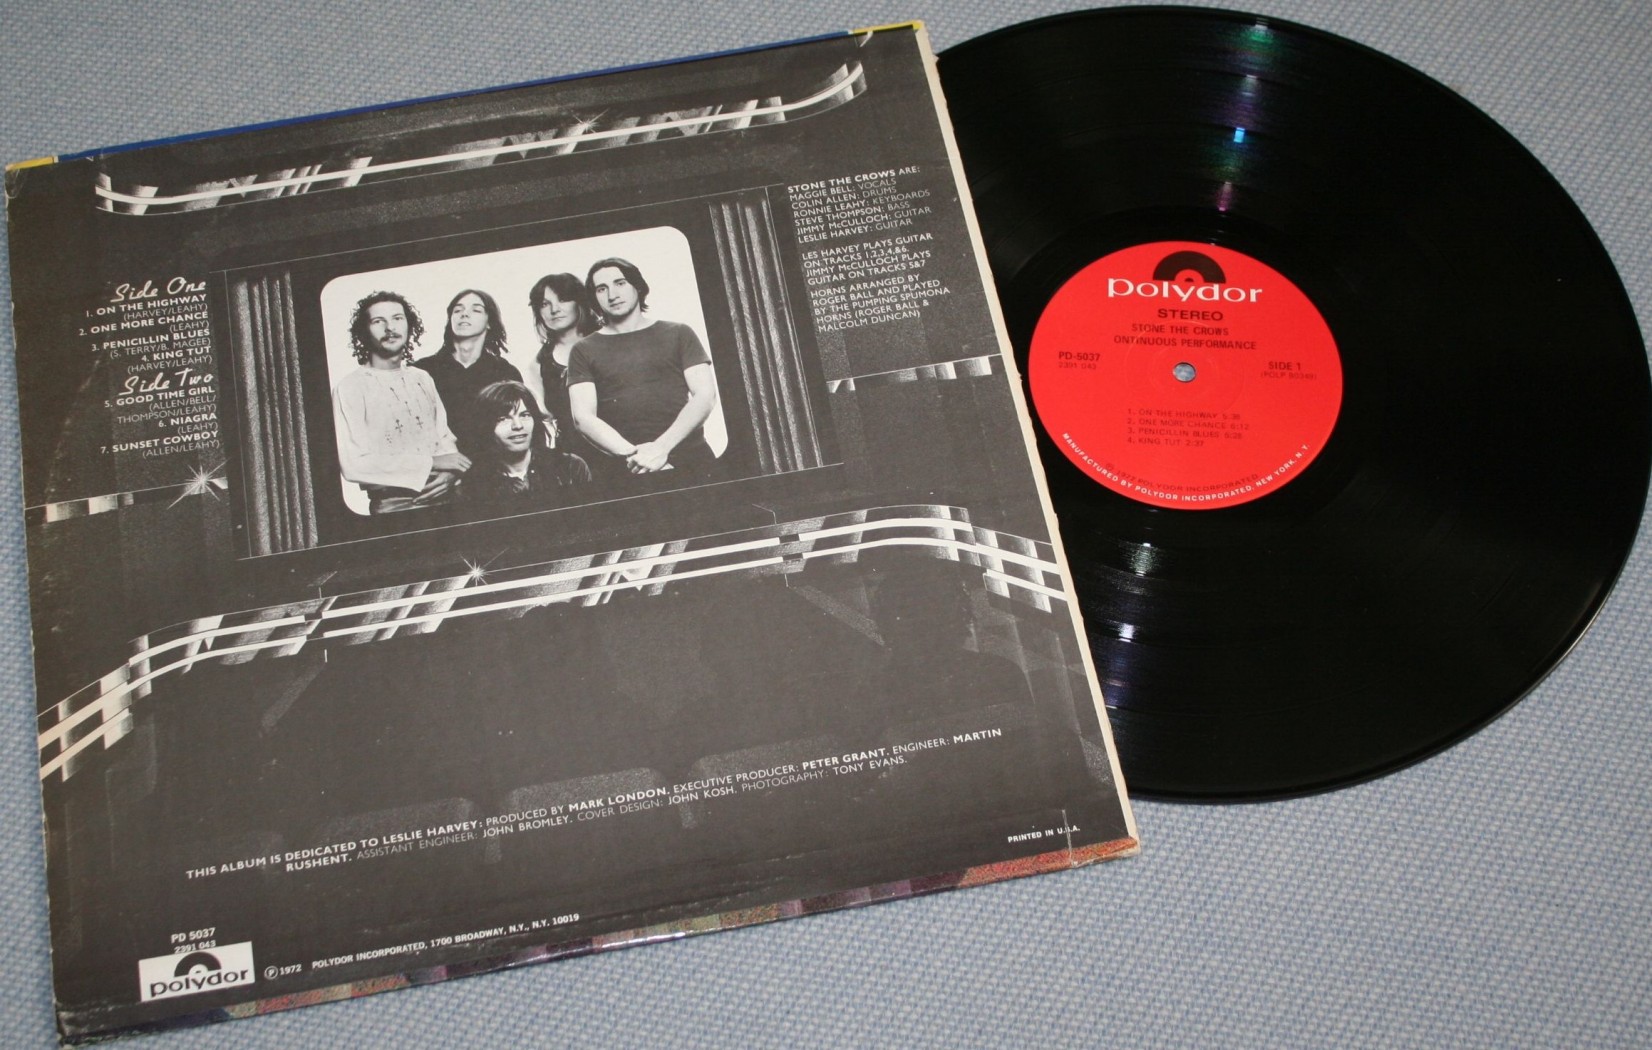 Side One
1. ON THE HIGHWAY
(HARVEY/LEAHY)
2. ONE MORE CHANCE
(LEAHY)
3. PENICILLIN BLUES
(S. TERRY/B. MAGEE)
4. KING TUT
(HARVEY/LEAHY)
Side Two
5. GOOD TIME GIRL
(ALLEN/BELL/
THOMPSON/LEAHY)
6. NIAGRA
(LEAHY)
7. SUNSET COWBOY
(ALLEN/LEAHY)
STONE THE CROWS ARE:
MAGGIE BELL: VOCALS
COLIN ALLEN: DRUMS
RONNIE LEAHY: KEYBOARDS
STEVE THOMPSON: BASS
JIMMY McCULLOCH: GUITAR
LESLIE HARVEY: GUITAR
LES HARVEY PLAYS GUITAR
ON TRACKS 1,2,3,4,&6.
JIMMY McCULLOCH PLAYS
GUITAR ON TRACKS 5&7
HORNS ARRANGED BY
ROGER BALL AND PLAYED
BY THE PUMPING SPUMONA
HORNS (ROGER BALL &
MALCOLM DUNCAN)
THIS ALBUM IS DEDICATED TO LESLIE HARVEY: PRODUCED BY MARK LONDON. EXECUTIVE PRODUCER: PETER GRANT. ENGINEER: MARTIN
RUSHENT. ASSISTANT ENGINEER: JOHN BROMLEY. COVER DESIGN: JOHN KOSH. PHOTOGRAPHY: TONY EVANS.
PRINTED IN U.S.A.
PD 5037
2391 043
polydor
Ⓟ 1972 POLYDOR INCORPORATED, 1700 BROADWAY, N.Y., N.Y. 10019
polydor
STEREO
STONE THE CROWS
ONTINUOUS PERFORMANCE
PD-5037
2391 043
SIDE 1
1. ON THE HIGHWAY 5:38
2. ONE MORE CHANCE 6:12
3. PENICILLIN BLUES
4. KING TUT 2:27
1972 POLYDOR INCORPORATED
MANUFACTURED BY POLYDOR INCORPORATED, NEW YORK, N.Y.